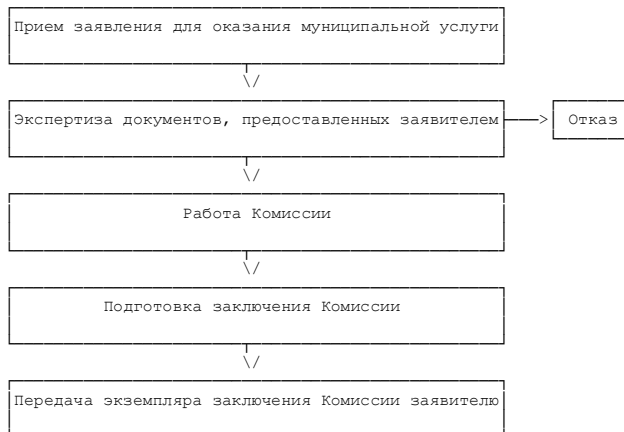 Прием заявления для оказания муниципальной услуги
Экспертиза документов, предоставленных заявителем
Отказ
Работа Комиссии
Подготовка заключения Комиссии
Передача экземпляра заключения Комиссии заявителю